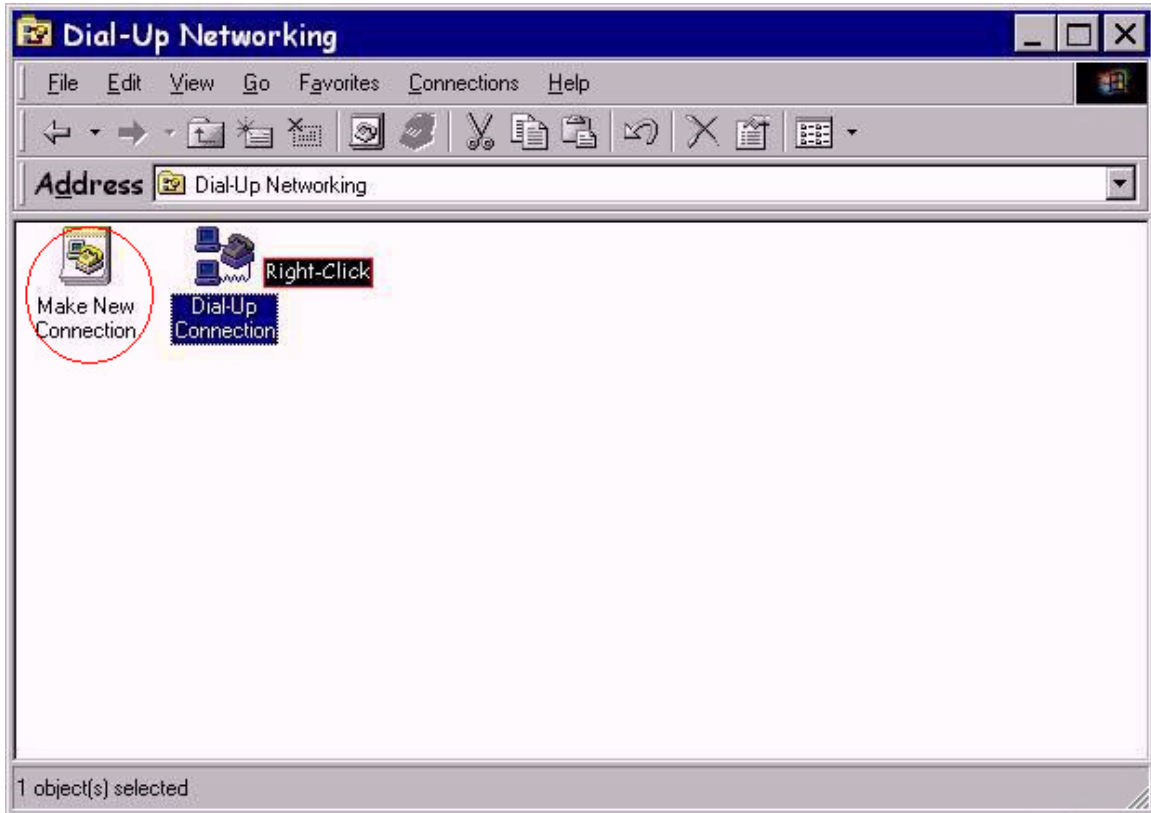 Dial-Up Networking
File Edit View Go Favorites Connections Help
Address Dial-Up Networking
Right-Click
Make New
Connection
Dial-Up
Connection
1 object(s) selected